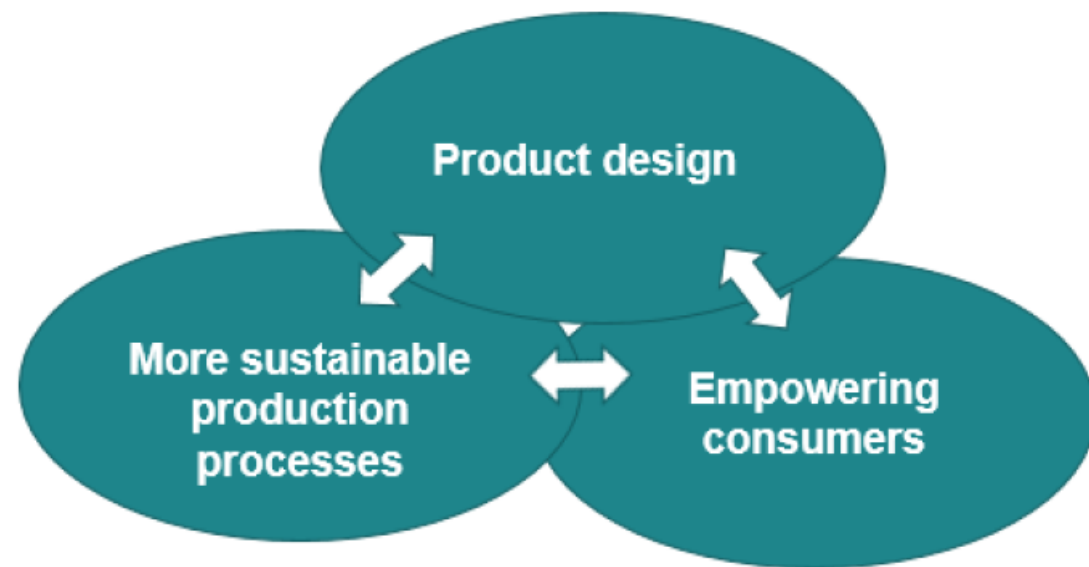 Product design
More sustainable
production
processes
Empowering
consumers